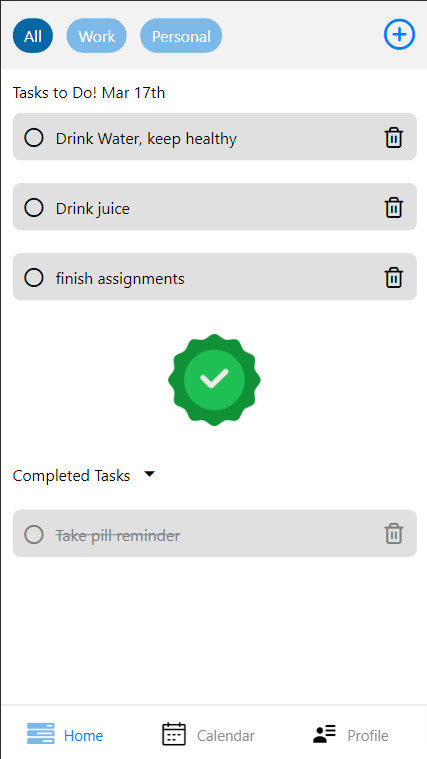 All Work Personal
Tasks to Do! Mar 17th
Drink Water, keep healthy
Drink juice
finish assignments
Completed Tasks
Take pill reminder
Home Calendar Profile